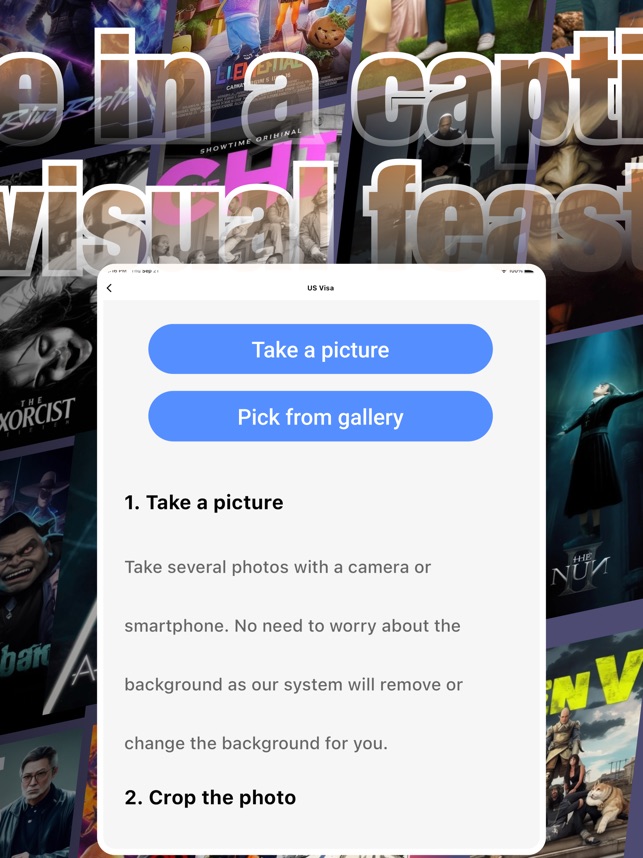 e in a capti
visual feast
Blue Beetle
ELEMENTAL
SHOWTIME ORIGINAL
THE CHI
THE
EXORCIST
THE
NUN
II
EN V
US Visa
Take a picture
Pick from gallery
1. Take a picture
Take several photos with a camera or
smartphone. No need to worry about the
background as our system will remove or
change the background for you.
2. Crop the photo